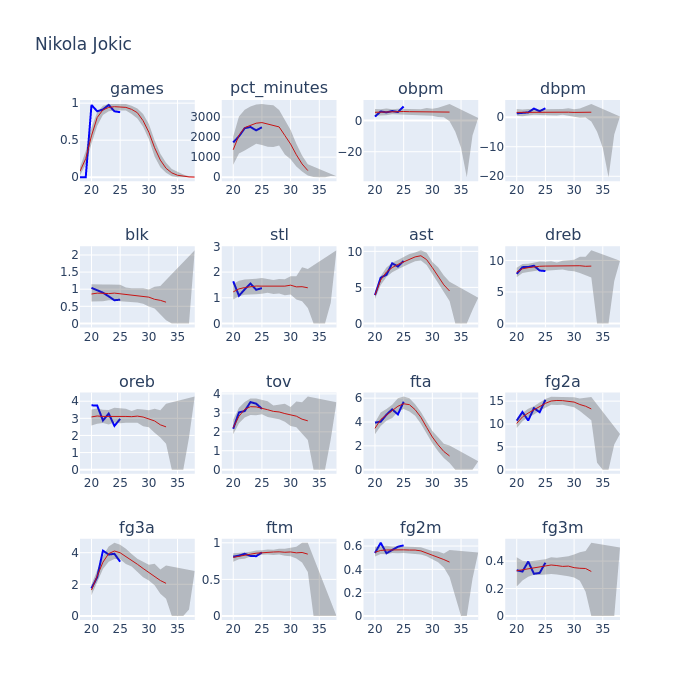 Nikola Jokic
games pct_minutes obpm dbpm
1 0.5 0 20 25 30 35
3000 2000 1000 0 20 25 30 35
0 −20 20 25 30 35
0 −10 −20 20 25 30 35
blk stl ast dreb
2 1.5 1 0.5 0 20 25 30 35
3 2 1 0 20 25 30 35
10 5 0 20 25 30 35
10 5 0 20 25 30 35
oreb tov fta fg2a
4 3 2 1 0 20 25 30 35
4 3 2 1 0 20 25 30 35
6 4 2 0 20 25 30 35
15 10 5 0 20 25 30 35
fg3a ftm fg2m fg3m
4 2 0 20 25 30 35
1 0.5 0 20 25 30 35
0.6 0.4 0.2 0 20 25 30 35
0.4 0.2 0 20 25 30 35